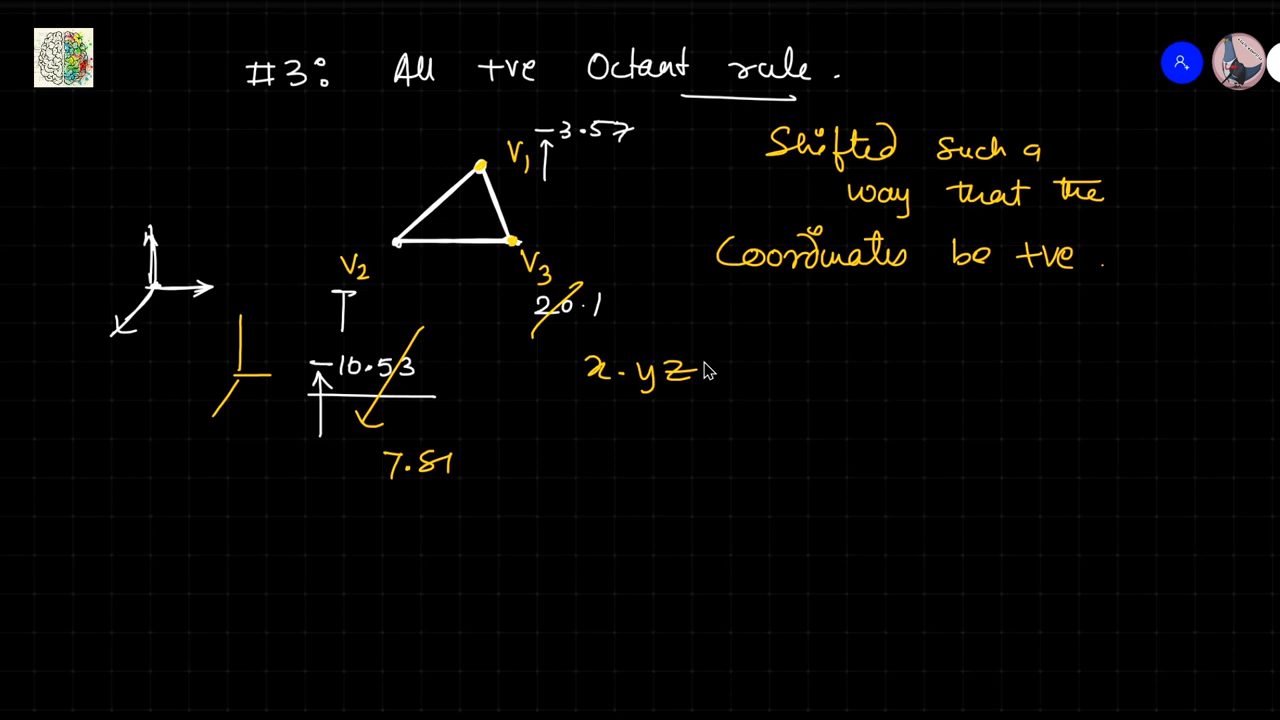 #3: All +ve Octant rule.
V1 -3.57
Shifted such a
way that the
Coordinates be +ve.
V2
V3
20.1
-10.53
x.yz
7.81